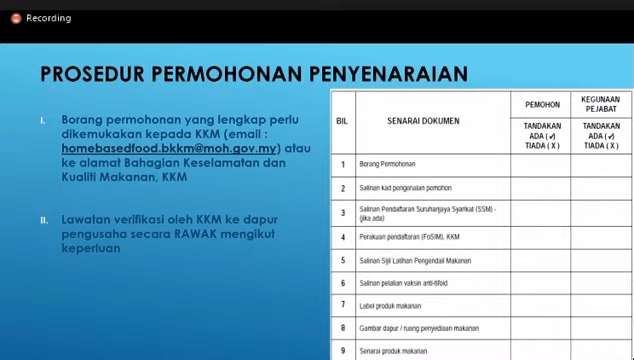 Recording
PROSEDUR PERMOHONAN PENYENARAIAN
I. Borang permohonan yang lengkap perlu
dikemukakan kepada KKM (email :
homebasedfood.bkkm@moh.gov.my) atau
ke alamat Bahagian Keselamatan dan
Kualiti Makanan, KKM
II. Lawatan verifikasi oleh KKM ke dapur
pengusaha secara RAWAK mengikut
keperluan
BIL SENARAI DOKUMEN PEMOHON KEGUNAAN PEJABAT
TANDAKAN ADA (✓) TIADA ( X ) TANDAKAN ADA (✓) TIADA ( X )
1 Borang Permohonan
2 Salinan kad pengenalan pemohon
3 Salinan Pendaftaran Suruhanjaya Syarikat (SSM) -
(jika ada)
4 Perakuan pendaftaran (FoSIM), KKM
5 Salinan Sijil Latihan Pengendali Makanan
6 Salinan pelalian vaksin anti-tifoid
7 Label produk makanan
8 Gambar dapur / ruang penyediaan makanan
9 Senarai produk makanan